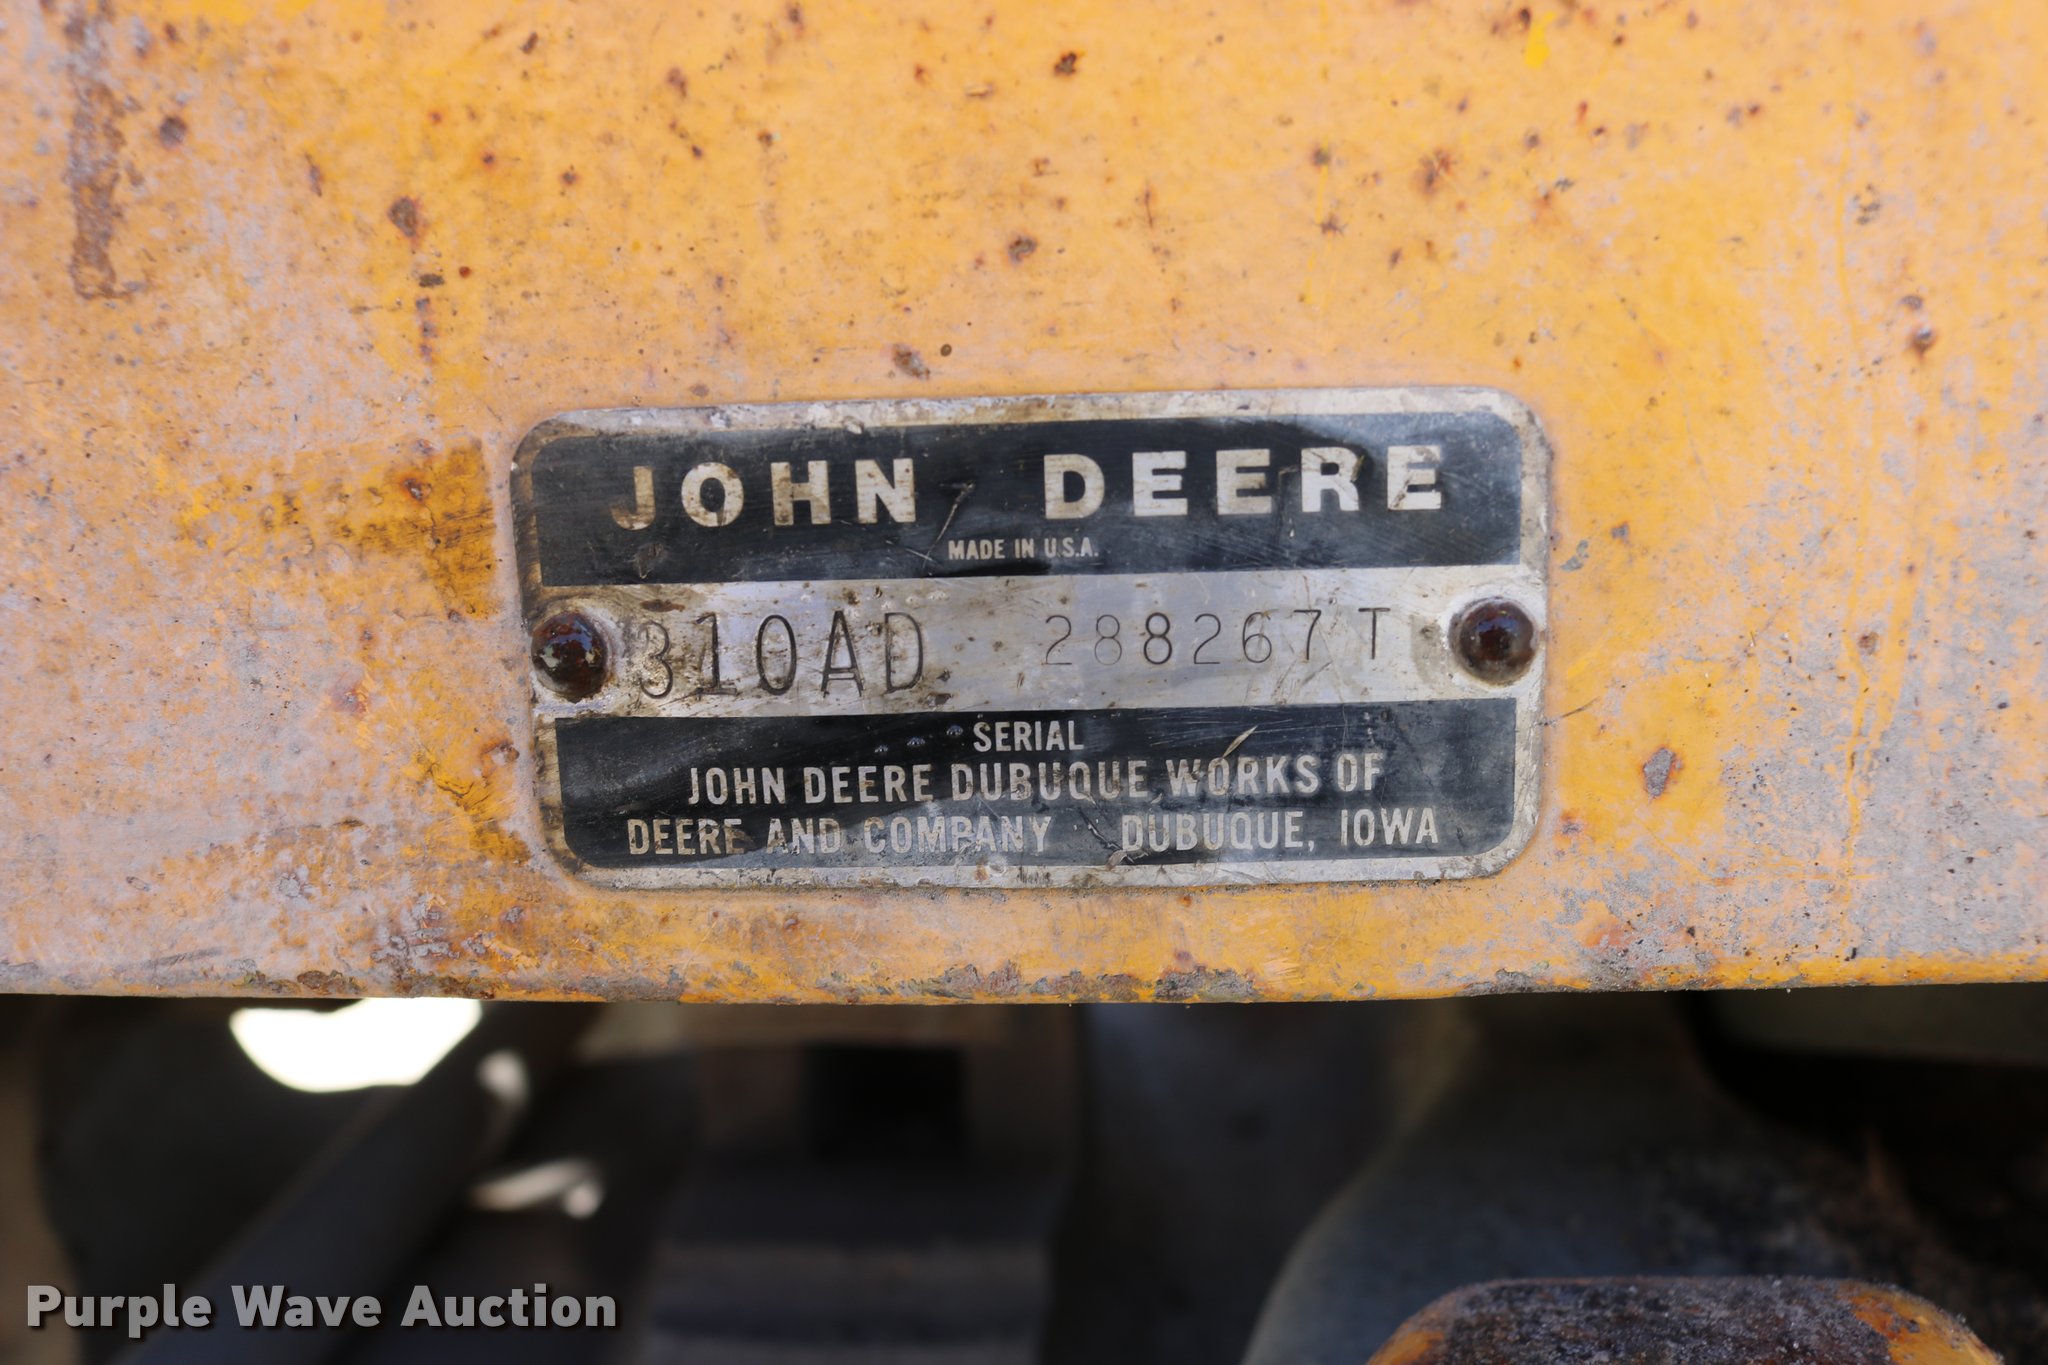 JOHN DEERE
MADE IN U.S.A.
310AD 288267T
SERIAL
JOHN DEERE DUBUQUE WORKS OF
DEERE AND COMPANY DUBUQUE, IOWA
Purple Wave Auction